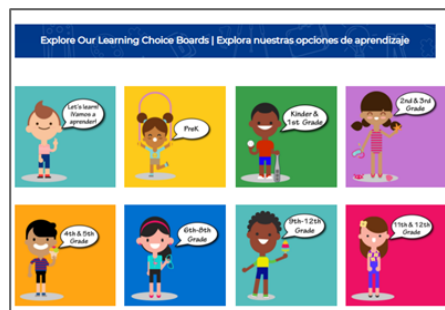 Explore Our Learning Choice Boards | Explora nuestras opciones de aprendizaje
Let's learn!
¡Vamos a
aprender!
PreK
Kinder &
1st Grade
2nd & 3rd
Grade
4th & 5th
Grade
6th-8th
Grade
9th-12th
Grade
11th & 12th
Grade